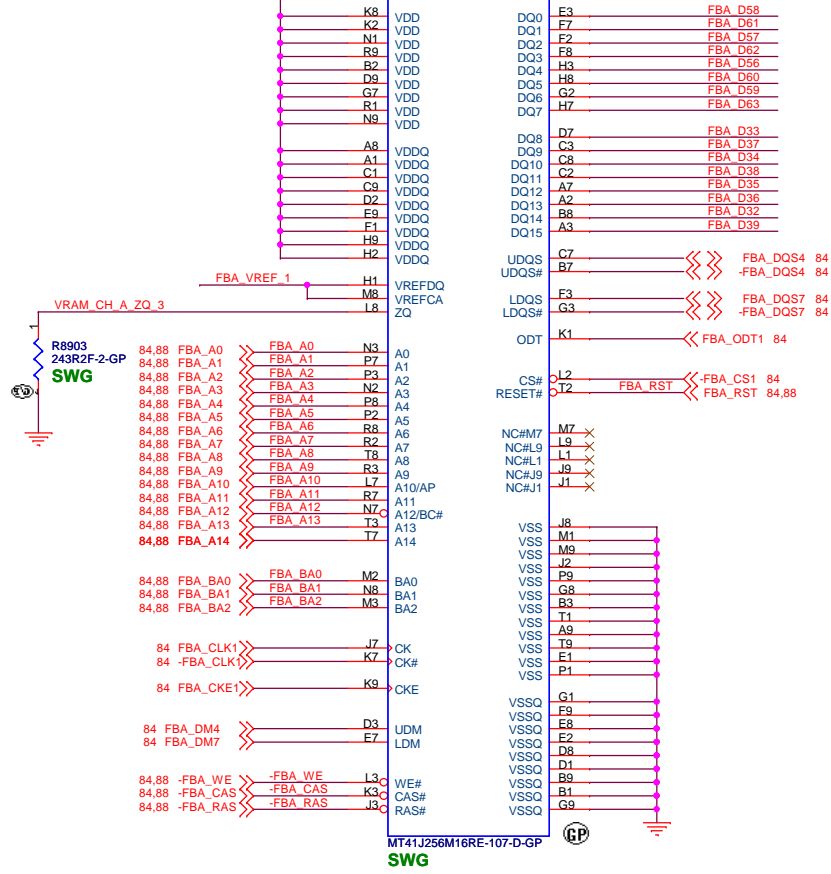 K8 VDD DQ0 E3 FBA_D58
K2 VDD DQ1 F7 FBA_D61
N1 VDD DQ2 F2 FBA_D57
R9 VDD DQ3 F8 FBA_D62
B2 VDD DQ4 H3 FBA_D56
D9 VDD DQ5 H8 FBA_D60
G7 VDD DQ6 G2 FBA_D59
R1 VDD DQ7 H7 FBA_D63
N9 VDD
DQ8 D7 FBA_D33
A8 VDDQ DQ9 C3 FBA_D37
A1 VDDQ DQ10 C8 FBA_D34
C1 VDDQ DQ11 C2 FBA_D38
C9 VDDQ DQ12 A7 FBA_D35
D2 VDDQ DQ13 A2 FBA_D36
E9 VDDQ DQ14 B8 FBA_D32
F1 VDDQ DQ15 A3 FBA_D39
H9 VDDQ
H2 VDDQ UDQS C7 FBA_DQS4 84
UDQS# B7 -FBA_DQS4 84
FBA_VREF_1 H1 VREFDQ
M8 VREFCA LDQS F3 FBA_DQS7 84
VRAM_CH_A_ZQ_3 L8 ZQ LDQS# G3 -FBA_DQS7 84
1
ODT K1 FBA_ODT1 84
R8903
243R2F-2-GP
SWG
84,88 FBA_A0 FBA_A0 N3 A0
84,88 FBA_A1 FBA_A1 P7 A1
84,88 FBA_A2 FBA_A2 P3 A2 CS# L2 -FBA_CS1 84
84,88 FBA_A3 FBA_A3 N2 A3 RESET# T2 FBA_RST FBA_RST 84,88
84,88 FBA_A4 FBA_A4 P8 A4
84,88 FBA_A5 FBA_A5 P2 A5
84,88 FBA_A6 FBA_A6 R8 A6 NC#M7 M7
84,88 FBA_A7 FBA_A7 R2 A7 NC#L9 L9
84,88 FBA_A8 FBA_A8 T8 A8 NC#L1 L1
84,88 FBA_A9 FBA_A9 R3 A9 NC#J9 J9
84,88 FBA_A10 FBA_A10 L7 A10/AP NC#J1 J1
84,88 FBA_A11 FBA_A11 R7 A11
84,88 FBA_A12 FBA_A12 N7 A12/BC#
84,88 FBA_A13 FBA_A13 T3 A13 VSS J8
84,88 FBA_A14 T7 A14 VSS M1
VSS M9
VSS J2
84,88 FBA_BA0 FBA_BA0 M2 BA0 VSS P9
84,88 FBA_BA1 FBA_BA1 N8 BA1 VSS G8
84,88 FBA_BA2 FBA_BA2 M3 BA2 VSS B3
VSS T1
VSS A9
84 FBA_CLK1 J7 CK VSS T9
84 -FBA_CLK1 K7 CK# VSS E1
VSS P1
84 FBA_CKE1 K9 CKE
VSSQ G1
VSSQ F9
84 FBA_DM4 D3 UDM VSSQ E8
84 FBA_DM7 E7 LDM VSSQ E2
VSSQ D8
VSSQ D1
84,88 -FBA_WE -FBA_WE L3 WE# VSSQ B9
84,88 -FBA_CAS -FBA_CAS K3 CAS# VSSQ B1
84,88 -FBA_RAS -FBA_RAS J3 RAS# VSSQ G9
MT41J256M16RE-107-D-GP GP
SWG